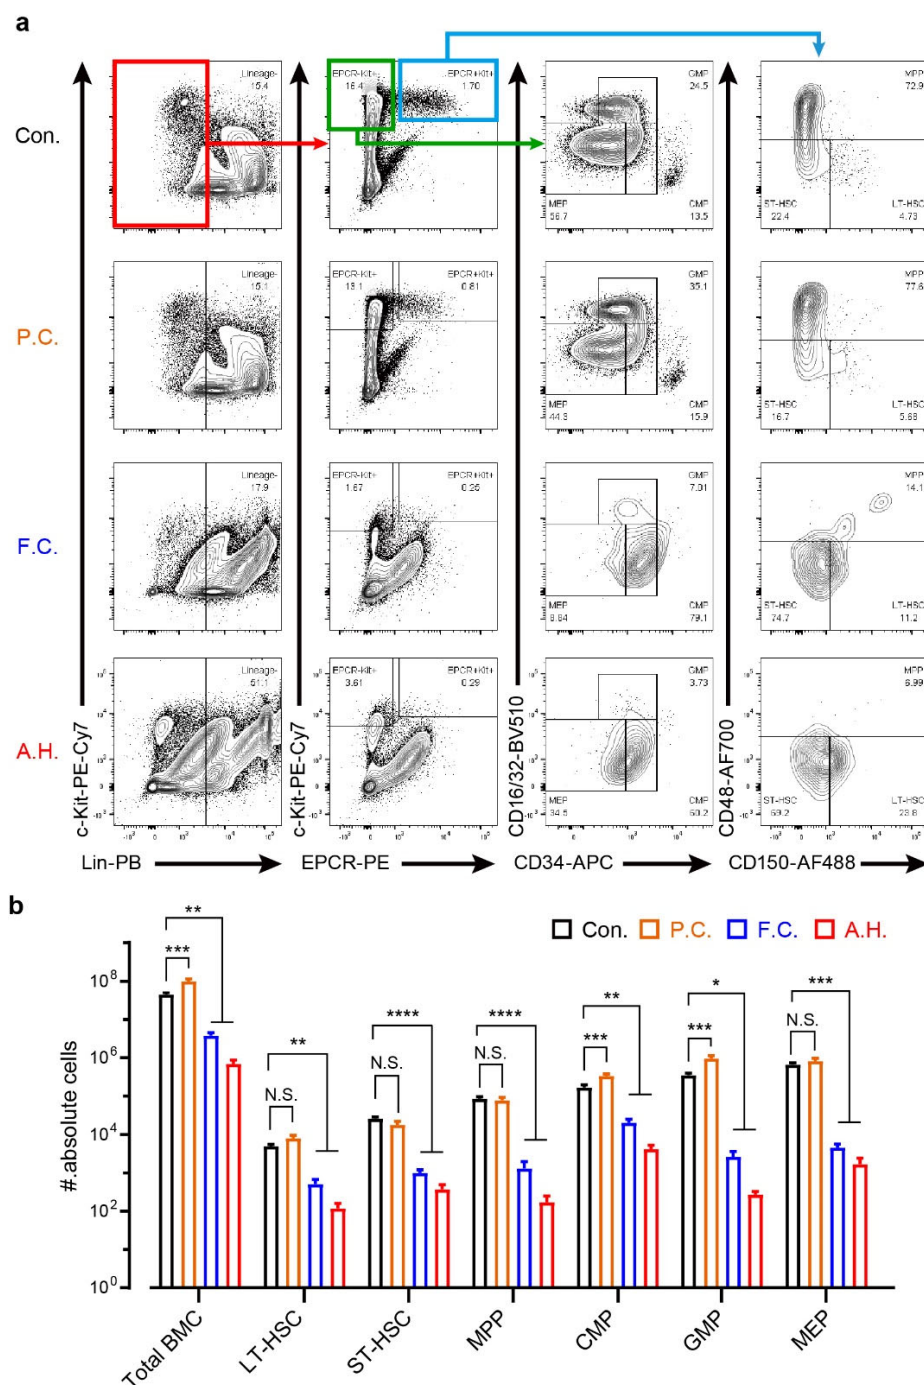 a
Con.
Lineage-
15.4
EPCR-Kit+
16.4
EPCR+Kit+
1.70
GMP
24.5
MEP
56.7
CMP
13.5
MPP
72.9
ST-HSC
22.4
LT-HSC
4.73
P.C.
Lineage-
15.1
EPCR-Kit+
13.1
EPCR+Kit+
0.81
GMP
35.1
MEP
44.3
CMP
15.9
MPP
77.6
ST-HSC
16.7
LT-HSC
5.68
F.C.
Lineage-
17.9
EPCR-Kit+
1.67
EPCR+Kit+
0.25
GMP
MEP
8.84
CMP
79.1
MPP
14.1
ST-HSC
74.7
LT-HSC
11.2
A.H.
Lineage-
51.1
EPCR-Kit+
3.61
EPCR+Kit+
0.29
GMP
3.73
MEP
34.5
CMP
60.2
MPP
6.99
ST-HSC
69.2
LT-HSC
23.8
c-Kit-PE-Cy7
c-Kit-PE-Cy7
CD16/32-BV510
CD48-AF700
Lin-PB
EPCR-PE
CD34-APC
CD150-AF488
b
Con. P.C. F.C. A.H.
#.absolute cells
10^8
10^6
10^4
10^2
10^0
** *** 
N.S. **
N.S. ****
N.S. ****
*** **
*** *
N.S. ***
Total BMC
LT-HSC
ST-HSC
MPP
CMP
GMP
MEP